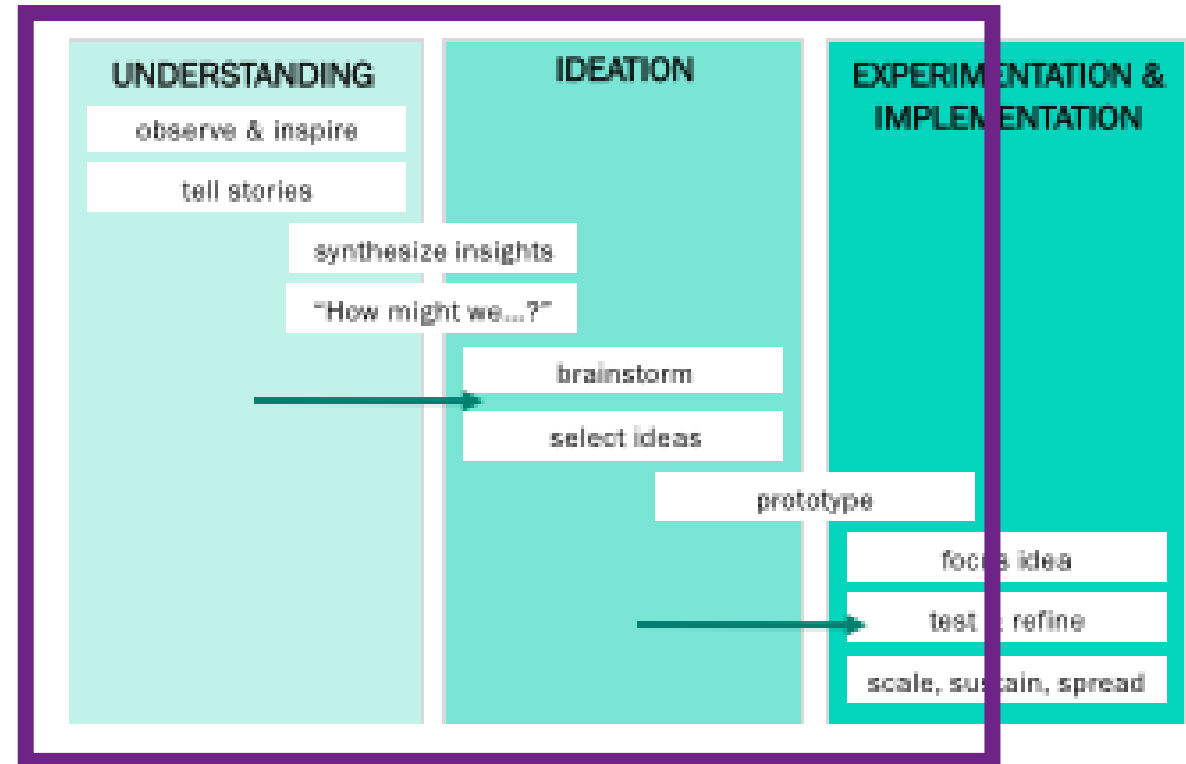 UNDERSTANDING
observe & inspire
tell stories
synthesize insights
“How might we...?”
IDEATION
brainstorm
select ideas
prototype
EXPERIMENTATION &
IMPLEMENTATION
focus idea
test & refine
scale, sustain, spread